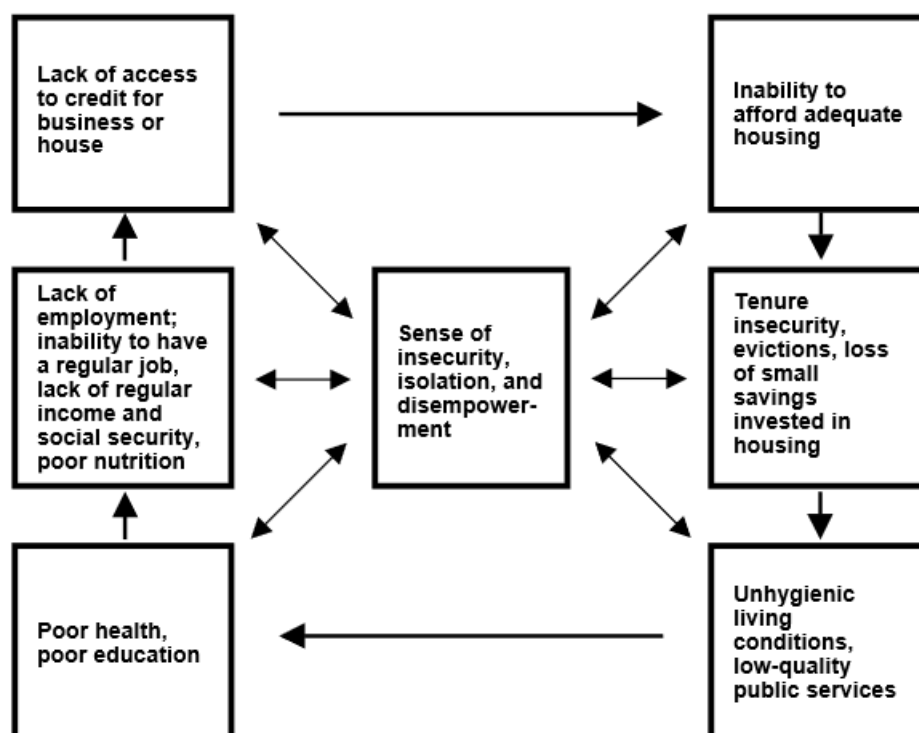 Lack of access
to credit for
business or
house
Inability to
afford adequate
housing
Lack of
employment;
inability to have
a regular job,
lack of regular
income and
social security,
poor nutrition
Sense of
insecurity,
isolation, and
disempower-
ment
Tenure
insecurity,
evictions, loss
of small
savings
invested in
housing
Poor health,
poor education
Unhygienic
living
conditions,
low-quality
public services